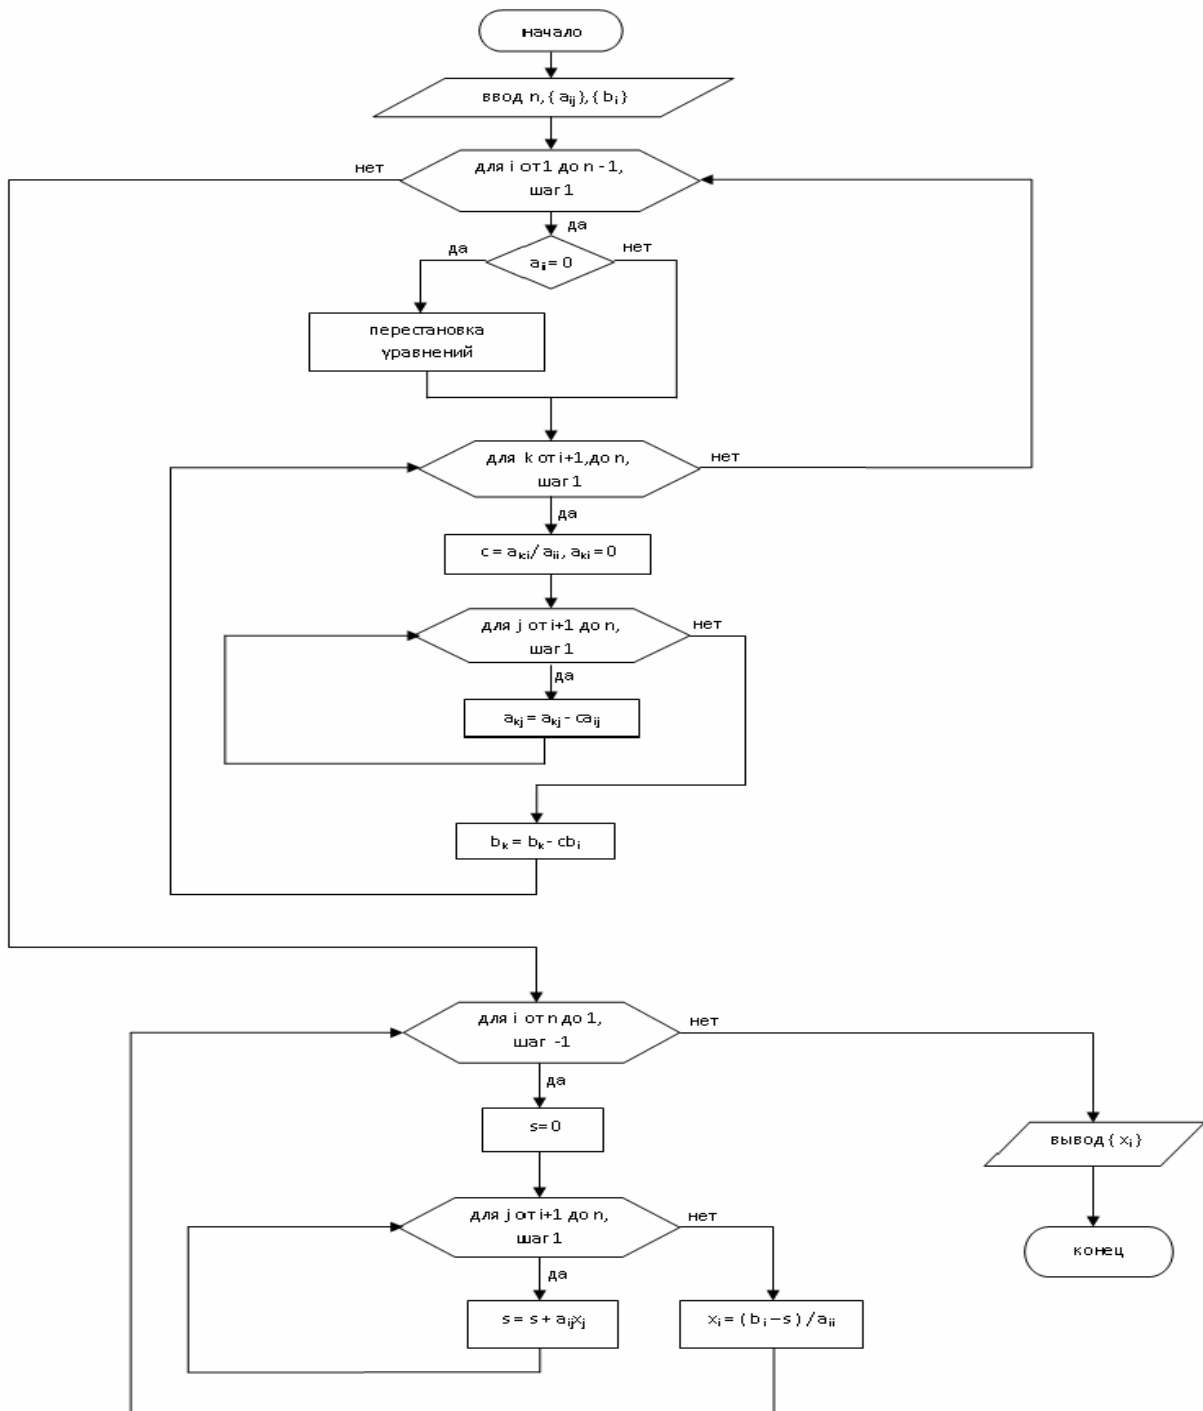 начало
ввод n, { aᵢⱼ}, { bᵢ}
нет
для i от 1 до n - 1,
шаг 1
да
да
нет
aᵢᵢ = 0
перестановка
уравнений
для k от i+1, до n,
шаг 1
нет
да
c = aₖᵢ / aᵢᵢ, aₖᵢ = 0
для j от i+1 до n,
шаг 1
нет
да
aₖⱼ = aₖⱼ - caᵢⱼ
bₖ = bₖ - cbᵢ
для i от n до 1,
шаг -1
нет
да
s= 0
вывод { xᵢ}
для j от i+1 до n,
шаг 1
нет
конец
да
s= s + aᵢⱼxⱼ
xᵢ = ( bᵢ – s ) / aᵢᵢ